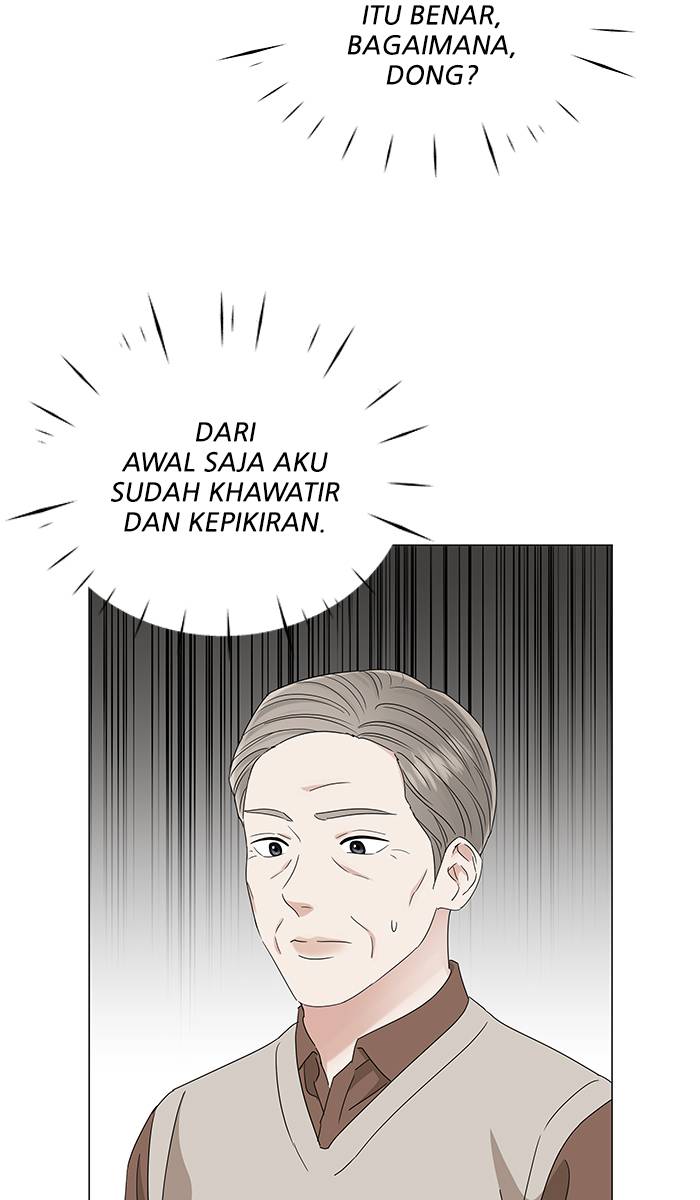 ITU BENAR,
BAGAIMANA,
DONG?
DARI
AWAL SAJA AKU
SUDAH KHAWATIR
DAN KEPIKIRAN.